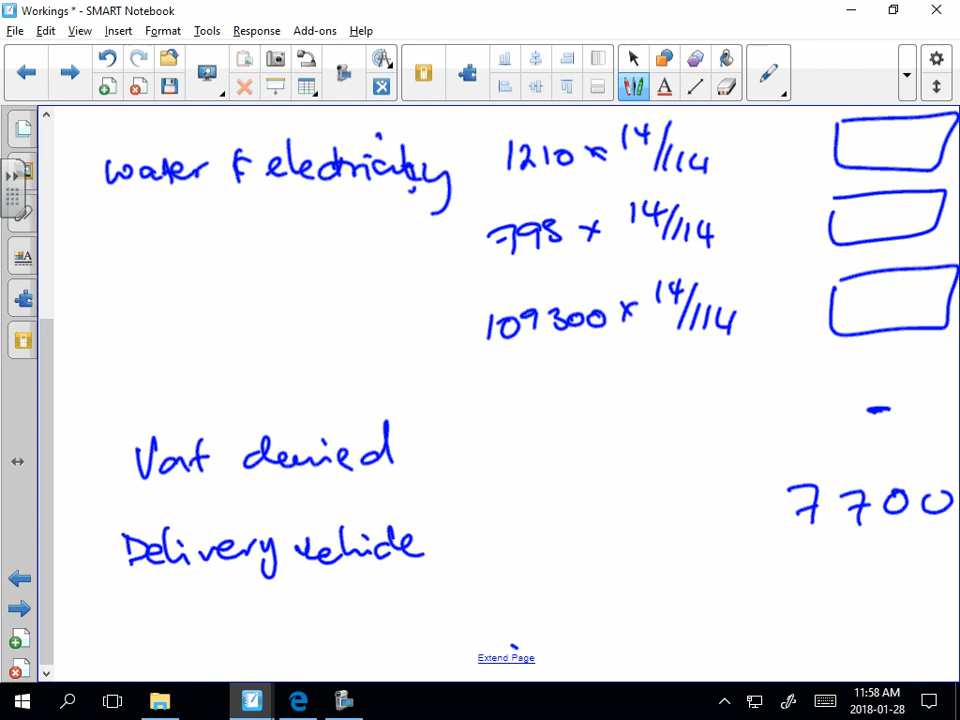 Workings * - SMART Notebook
File Edit View Insert Format Tools Response Add-ons Help
water & electricity 1210 x 14/114
798 x 14/114
109300 x 14/114
-
Vat denied
7700
Delivery vehicle
Extend Page
11:58 AM
2018-01-28